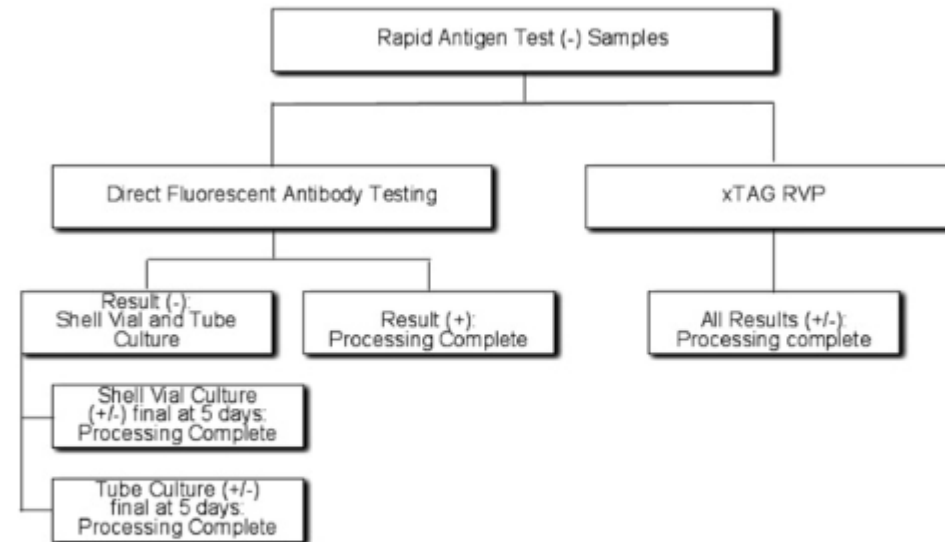 Rapid Antigen Test (-) Samples
Direct Fluorescent Antibody Testing
xTAG RVP
Result (-):
Shell Vial and Tube
Culture
Result (+):
Processing Complete
All Results (+/-):
Processing complete
Shell Vial Culture
(+/-) final at 5 days:
Processing Complete
Tube Culture (+/-)
final at 5 days:
Processing Complete